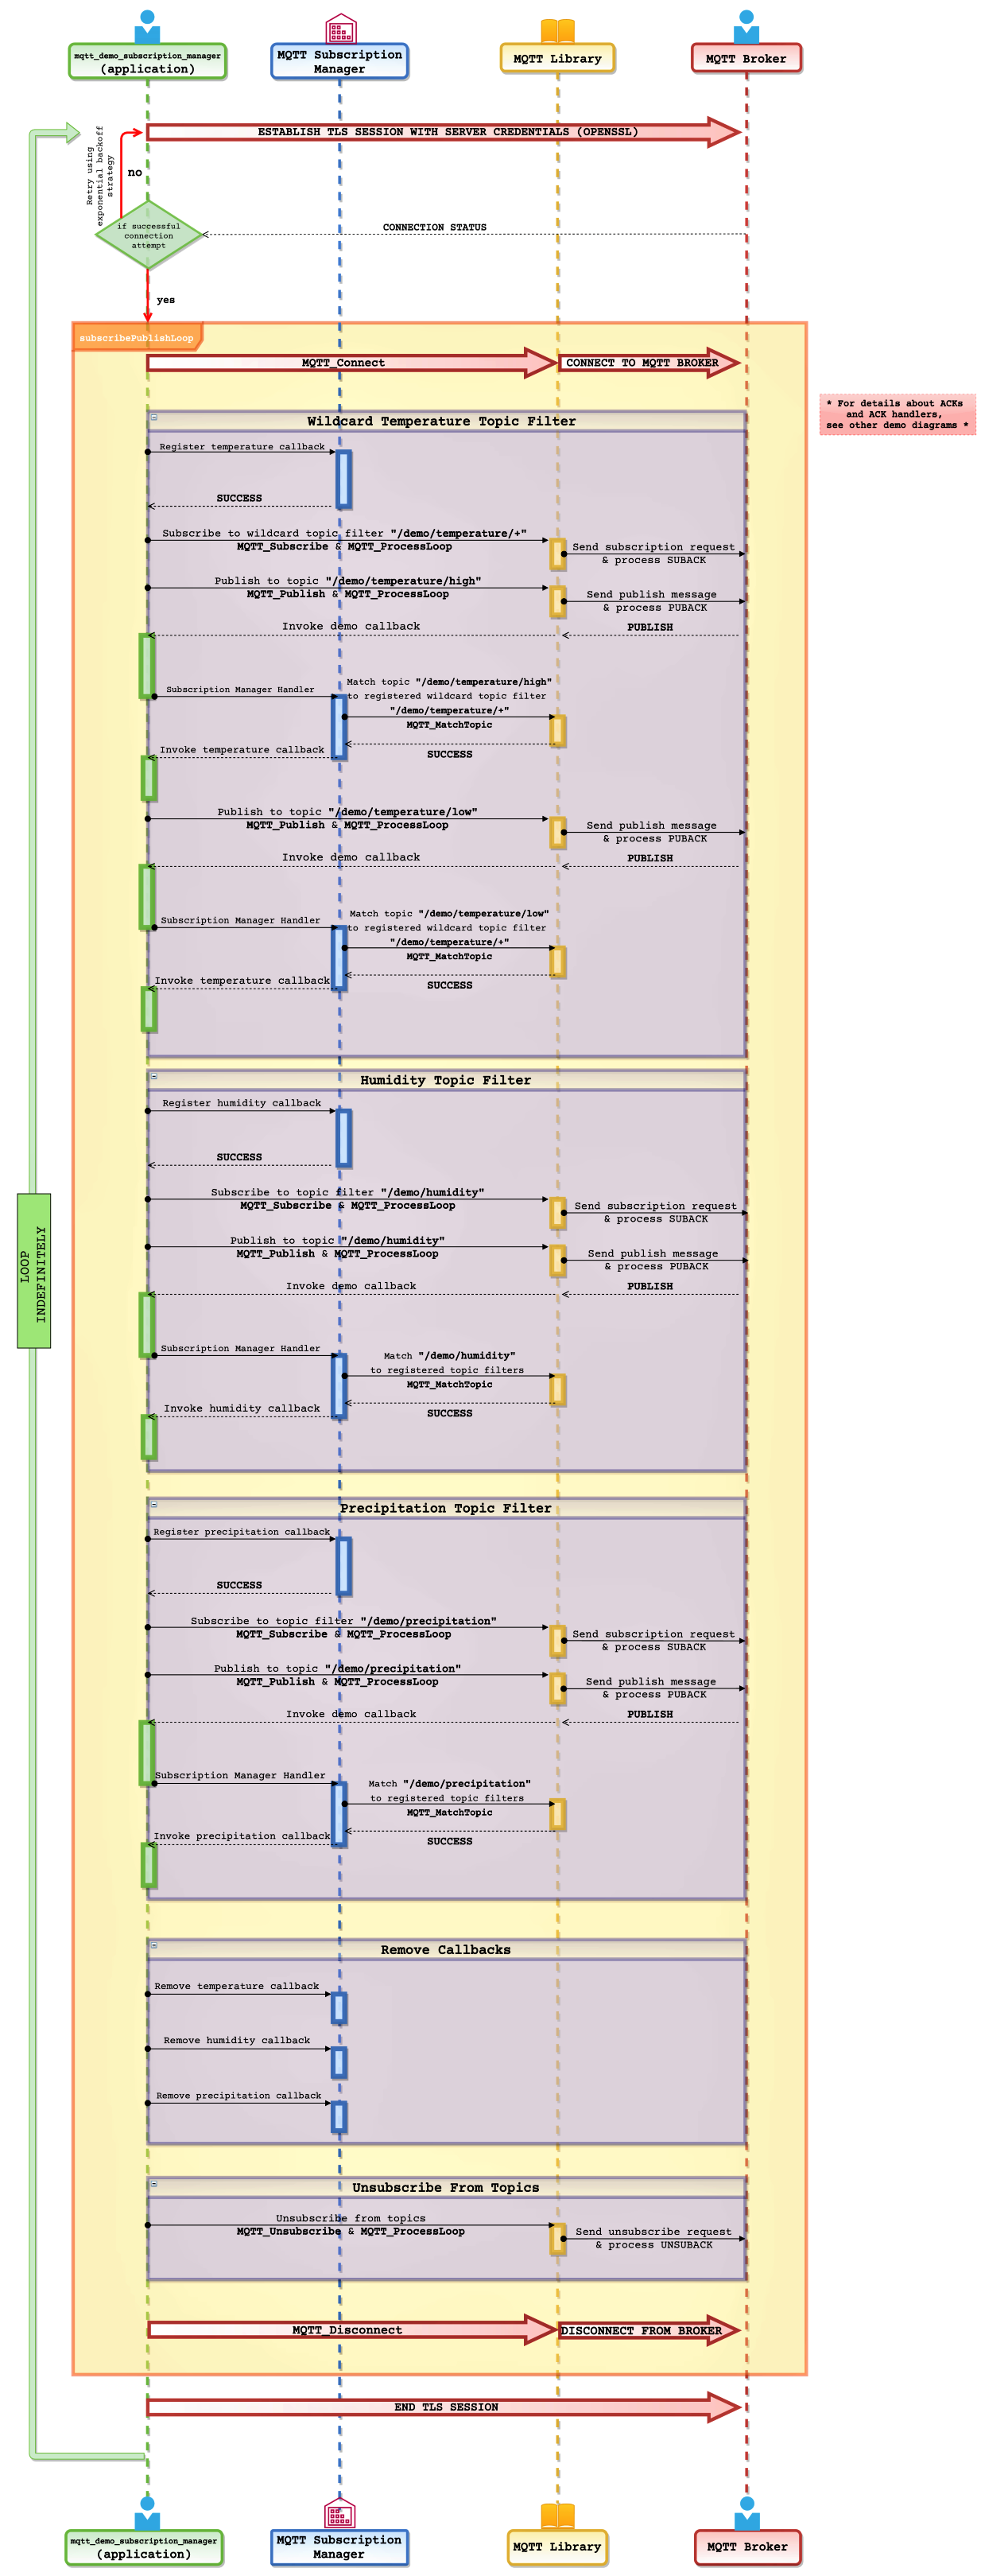 mqtt_demo_subscription_manager
(application)
MQTT Subscription
Manager
MQTT Library
MQTT Broker
ESTABLISH TLS SESSION WITH SERVER CREDENTIALS (OPENSSL)
Retry using
exponential backoff
strategy
no
if successful
connection
attempt
CONNECTION STATUS
yes
subscribePublishLoop
MQTT_Connect
CONNECT TO MQTT BROKER
* For details about ACKs
and ACK handlers,
see other demo diagrams *
Wildcard Temperature Topic Filter
Register temperature callback
SUCCESS
Subscribe to wildcard topic filter "/demo/temperature/+"
MQTT_Subscribe & MQTT_ProcessLoop
Send subscription request
& process SUBACK
Publish to topic "/demo/temperature/high"
MQTT_Publish & MQTT_ProcessLoop
Send publish message
& process PUBACK
Invoke demo callback
PUBLISH
Subscription Manager Handler
Match topic "/demo/temperature/high"
to registered wildcard topic filter
"/demo/temperature/+"
MQTT_MatchTopic
SUCCESS
Invoke temperature callback
Publish to topic "/demo/temperature/low"
MQTT_Publish & MQTT_ProcessLoop
Send publish message
& process PUBACK
Invoke demo callback
PUBLISH
Subscription Manager Handler
Match topic "/demo/temperature/low"
to registered wildcard topic filter
"/demo/temperature/+"
MQTT_MatchTopic
SUCCESS
Invoke temperature callback
Humidity Topic Filter
Register humidity callback
SUCCESS
Subscribe to topic filter "/demo/humidity"
MQTT_Subscribe & MQTT_ProcessLoop
Send subscription request
& process SUBACK
Publish to topic "/demo/humidity"
MQTT_Publish & MQTT_ProcessLoop
Send publish message
& process PUBACK
LOOP
INDEFINITELY
Invoke demo callback
PUBLISH
Subscription Manager Handler
Match "/demo/humidity"
to registered topic filters
MQTT_MatchTopic
SUCCESS
Invoke humidity callback
Precipitation Topic Filter
Register precipitation callback
SUCCESS
Subscribe to topic filter "/demo/precipitation"
MQTT_Subscribe & MQTT_ProcessLoop
Send subscription request
& process SUBACK
Publish to topic "/demo/precipitation"
MQTT_Publish & MQTT_ProcessLoop
Send publish message
& process PUBACK
Invoke demo callback
PUBLISH
Subscription Manager Handler
Match "/demo/precipitation"
to registered topic filters
MQTT_MatchTopic
SUCCESS
Invoke precipitation callback
Remove Callbacks
Remove temperature callback
Remove humidity callback
Remove precipitation callback
Unsubscribe From Topics
Unsubscribe from topics
MQTT_Unsubscribe & MQTT_ProcessLoop
Send unsubscribe request
& process UNSUBACK
MQTT_Disconnect
DISCONNECT FROM BROKER
END TLS SESSION
mqtt_demo_subscription_manager
(application)
MQTT Subscription
Manager
MQTT Library
MQTT Broker